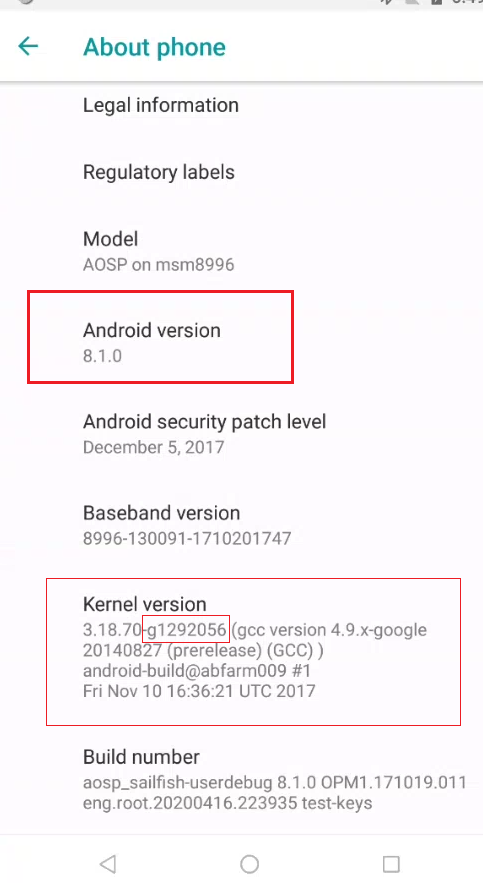 About phone
Legal information
Regulatory labels
Model
AOSP on msm8996
Android version
8.1.0
Android security patch level
December 5, 2017
Baseband version
8996-130091-1710201747
Kernel version
3.18.70-g1292056 (gcc version 4.9.x-google
20140827 (prerelease) (GCC) )
android-build@abfarm009 #1
Fri Nov 10 16:36:21 UTC 2017
Build number
aosp_sailfish-userdebug 8.1.0 OPM1.171019.011
eng.root.20200416.223935 test-keys